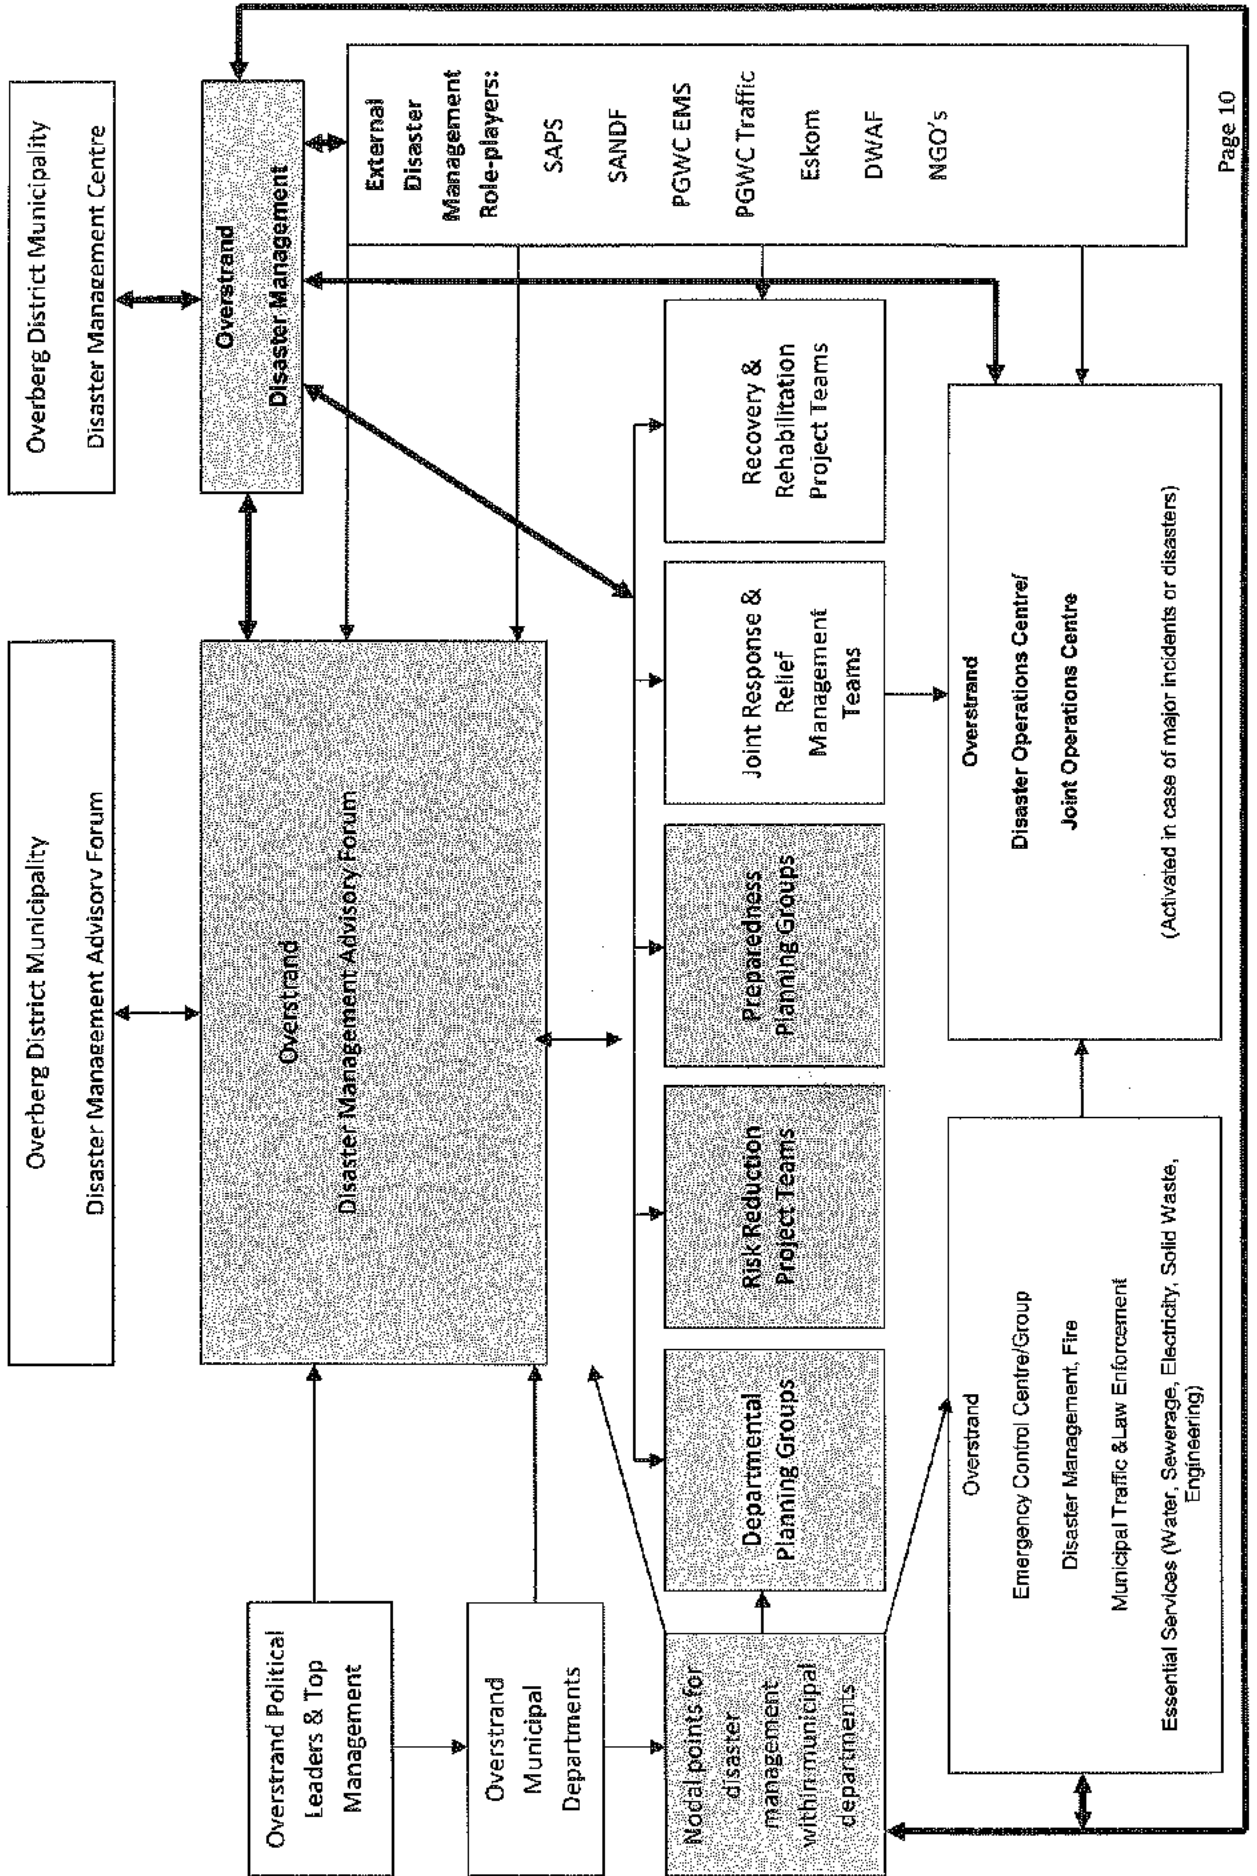 Overberg District Municipality
Disaster Management Advisory Forum
Overberg District Municipality
Disaster Management Centre
Overstrand Political
Leaders & Top
Management
Overstrand
Disaster Management Advisory Forum
Overstrand
Disaster Management
Overstrand
Municipal
Departments
External
Disaster
Management
Role-players:
SAPS
SANDF
PGWC EMS
PGWC Traffic
Eskom
DWAF
NGO's
Nodal points for
disaster
management
within municipal
departments
Departmental
Planning Groups
Risk Reduction
Project Teams
Preparedness
Planning Groups
Joint Response &
Relief
Management
Teams
Recovery &
Rehabilitation
Project Teams
Overstrand
Emergency Control Centre/Group
Disaster Management, Fire
Municipal Traffic &Law Enforcement
Essential Services (Water, Sewerage, Electricity, Solid Waste,
Engineering)
Overstrand
Disaster Operations Centre/
Joint Operations Centre
(Activated in case of major incidents or disasters)
Page 10